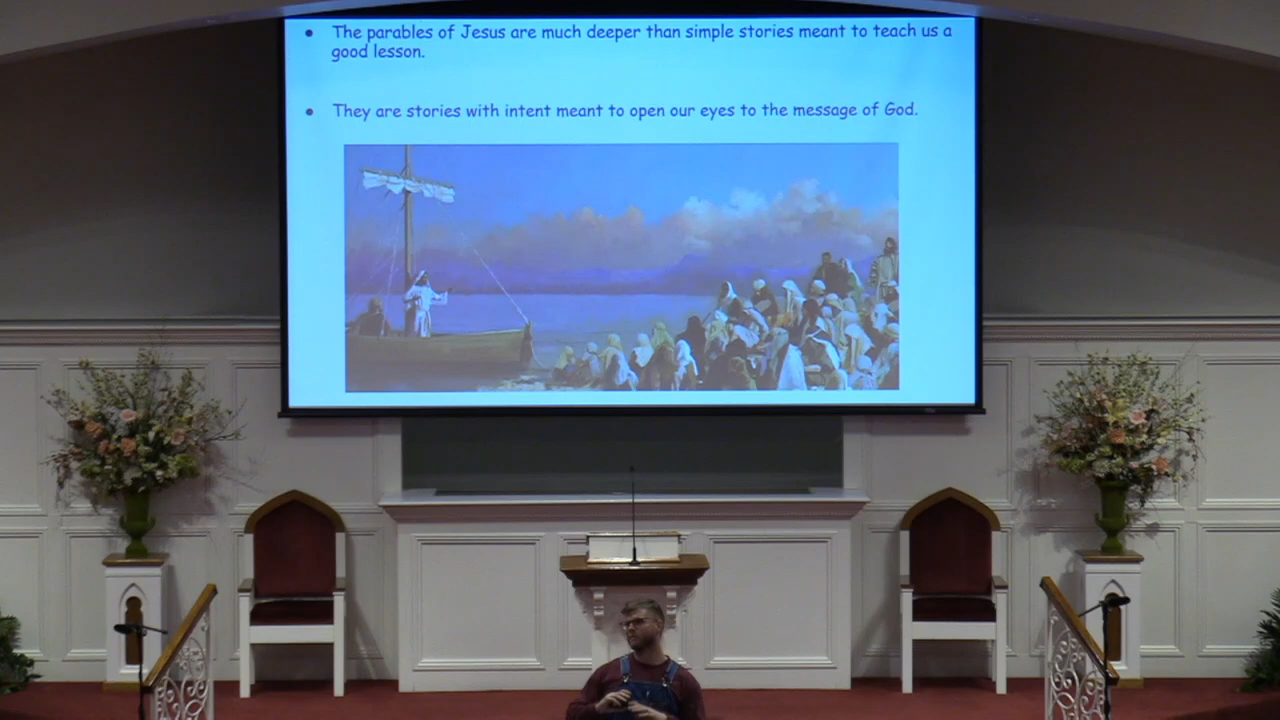 The parables of Jesus are much deeper than simple stories meant to teach us a
good lesson.
They are stories with intent meant to open our eyes to the message of God.